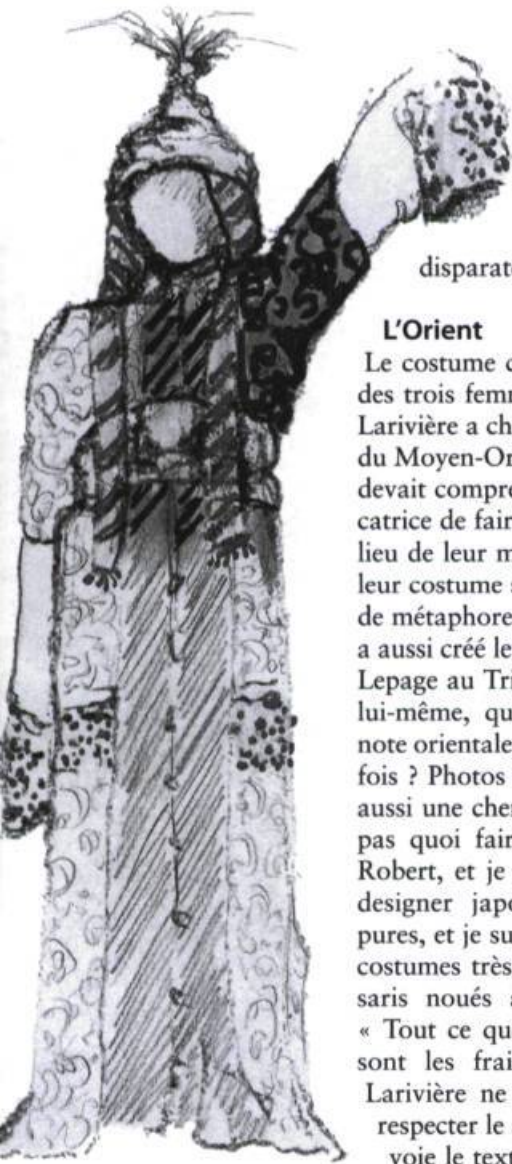 disparate
L'Orient
Le costume
des trois femm
Larivière a ch
du Moyen-Or
devait compre
catrice de fair
lieu de leur m
leur costume
de métaphore
a aussi créé le
Lepage au Tri
lui-même, qu
note orientale
fois ? Photos
aussi une che
pas quoi fair
Robert, et je
designer japo
pures, et je su
costumes très
saris noués
« Tout ce qu
sont les frai
Larivière ne
respecter le
voie le texte